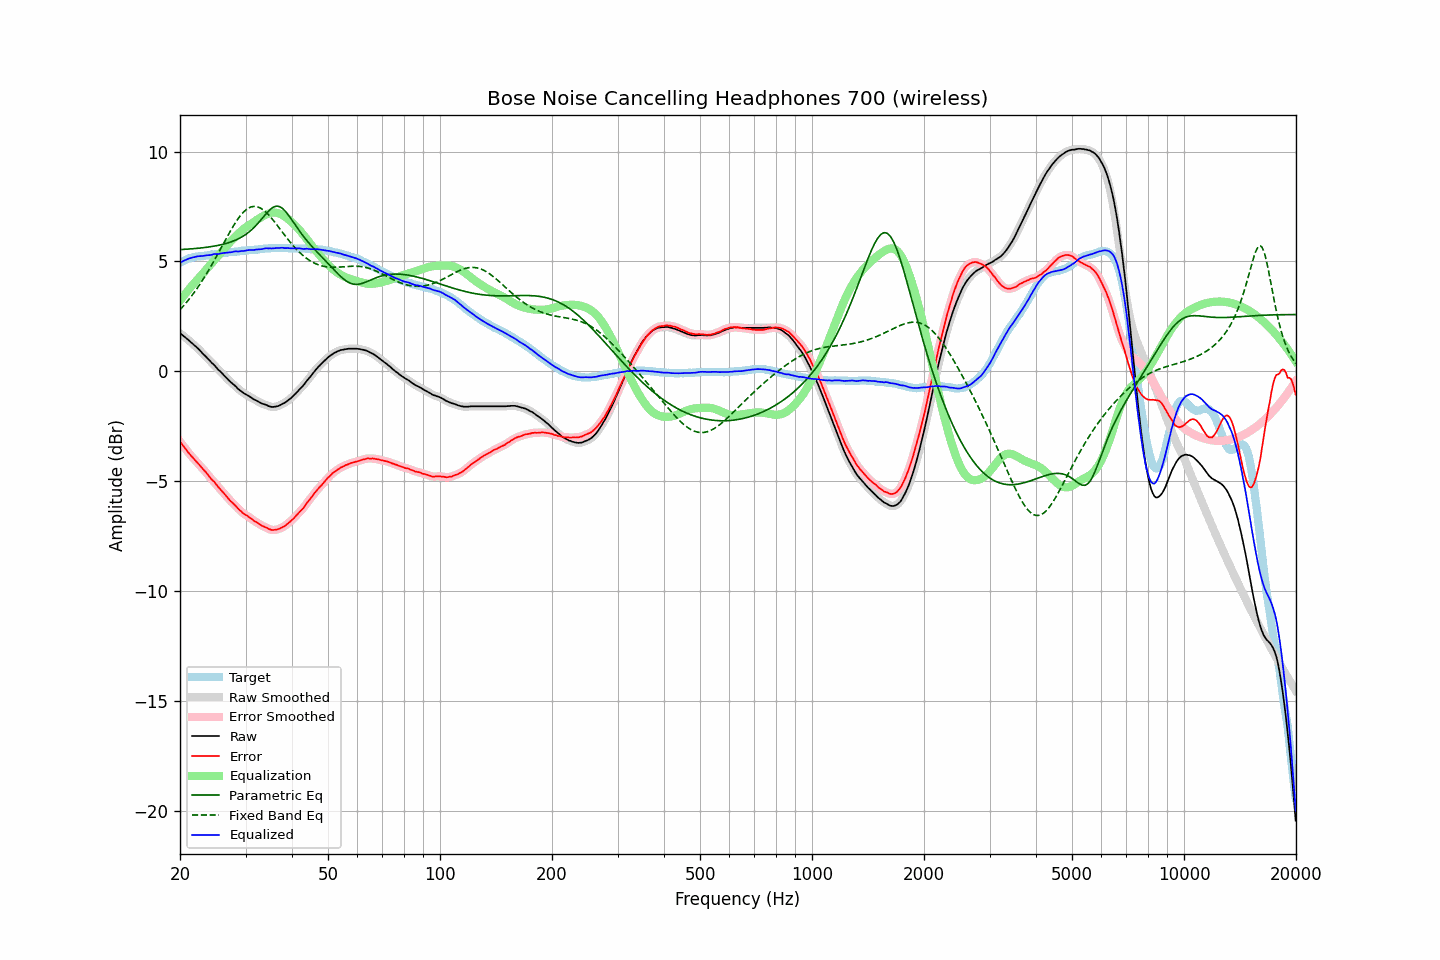 Bose Noise Cancelling Headphones 700 (wireless)
10
5
0
−5
−10
−15
−20
Amplitude (dBr)
Target
Raw Smoothed
Error Smoothed
Raw
Error
Equalization
Parametric Eq
Fixed Band Eq
Equalized
20 50 100 200 500 1000 2000 5000 10000 20000
Frequency (Hz)